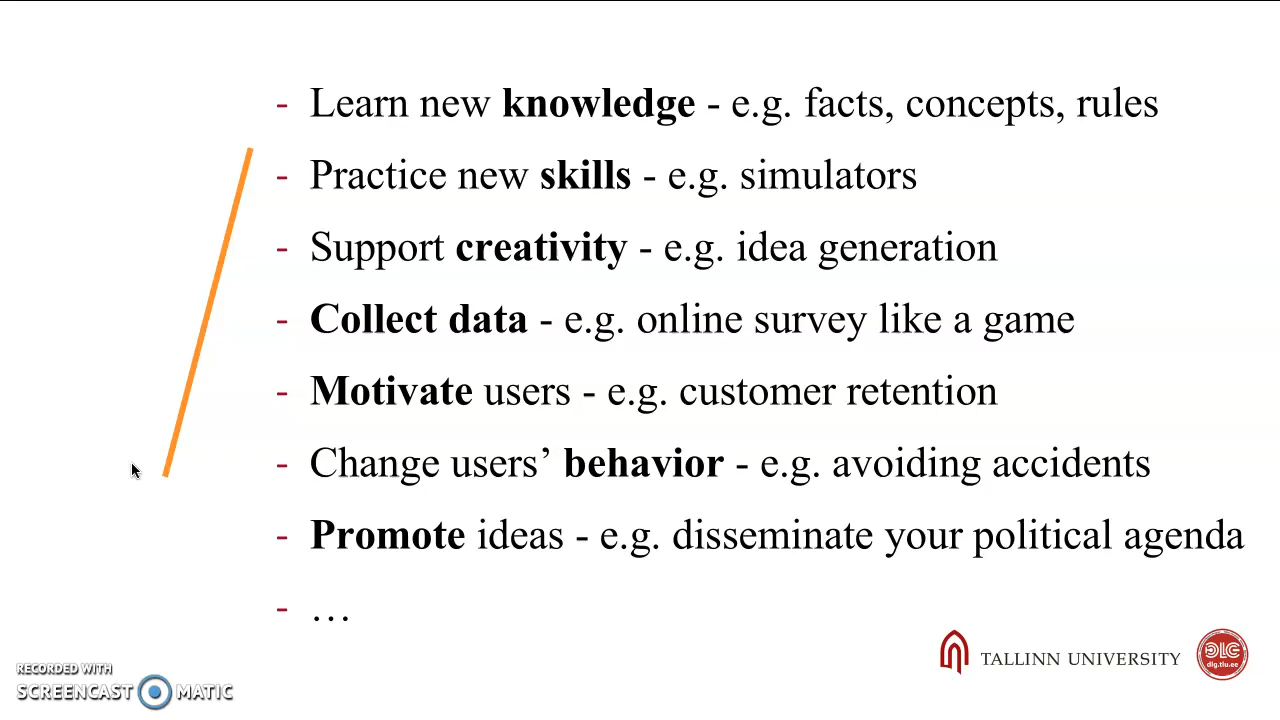 - Learn new knowledge - e.g. facts, concepts, rules
- Practice new skills - e.g. simulators
- Support creativity - e.g. idea generation
- Collect data - e.g. online survey like a game
- Motivate users - e.g. customer retention
- Change users’ behavior - e.g. avoiding accidents
- Promote ideas - e.g. disseminate your political agenda
- …
TALLINN UNIVERSITY
DLG
dlg.tlu.ee
RECORDED WITH
SCREENCAST MATIC